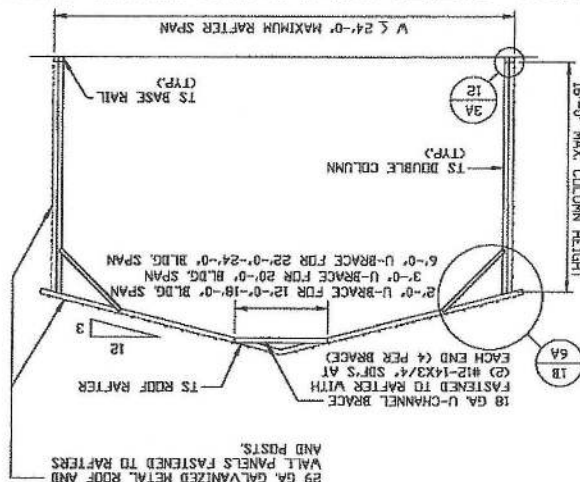 29 GA. GALVANIZED METAL ROOF AND
WALL PANELS FASTENED TO RAFTERS
AND POSTS.
18 GA. U-CHANNEL BRACE
FASTENED TO RAFTER WITH
(2) #12-14X3/4" SDF'S AT
EACH END (4 PER BRACE)
6A
1B
TS ROOF RAFTER
12
3
2'-0" U-BRACE FOR 12'-0"-18'-0" BLDG. SPAN
3'-0" U-BRACE FOR 20'-0" BLDG. SPAN
6'-0" U-BRACE FOR 22'-0"-24'-0" BLDG. SPAN
MAX. COLUMN HEIGHT
TS DOUBLE COLUMN
(TYP.)
3A
12
TS BASE RAIL
(TYP.)
W ≤ 24'-0" MAXIMUM RAFTER SPAN